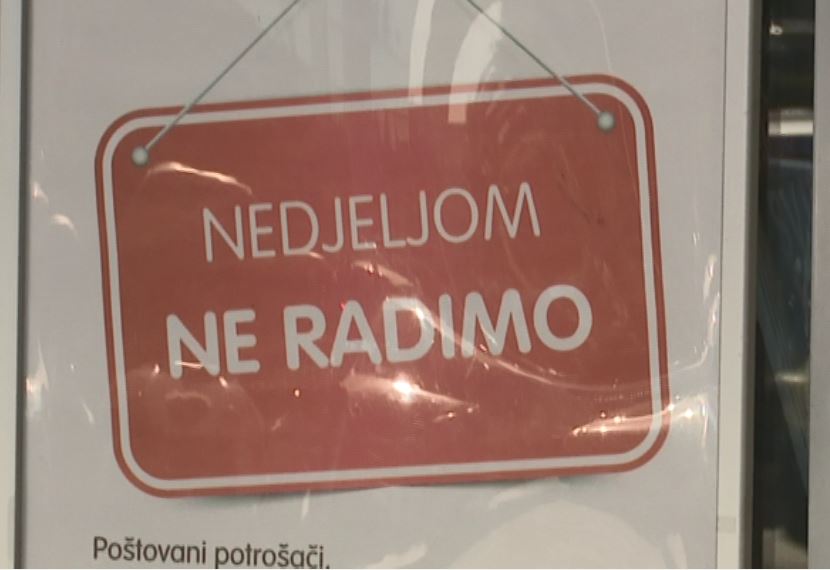 NEDJELJOM
NE RADIMO
Poštovani potrošači,